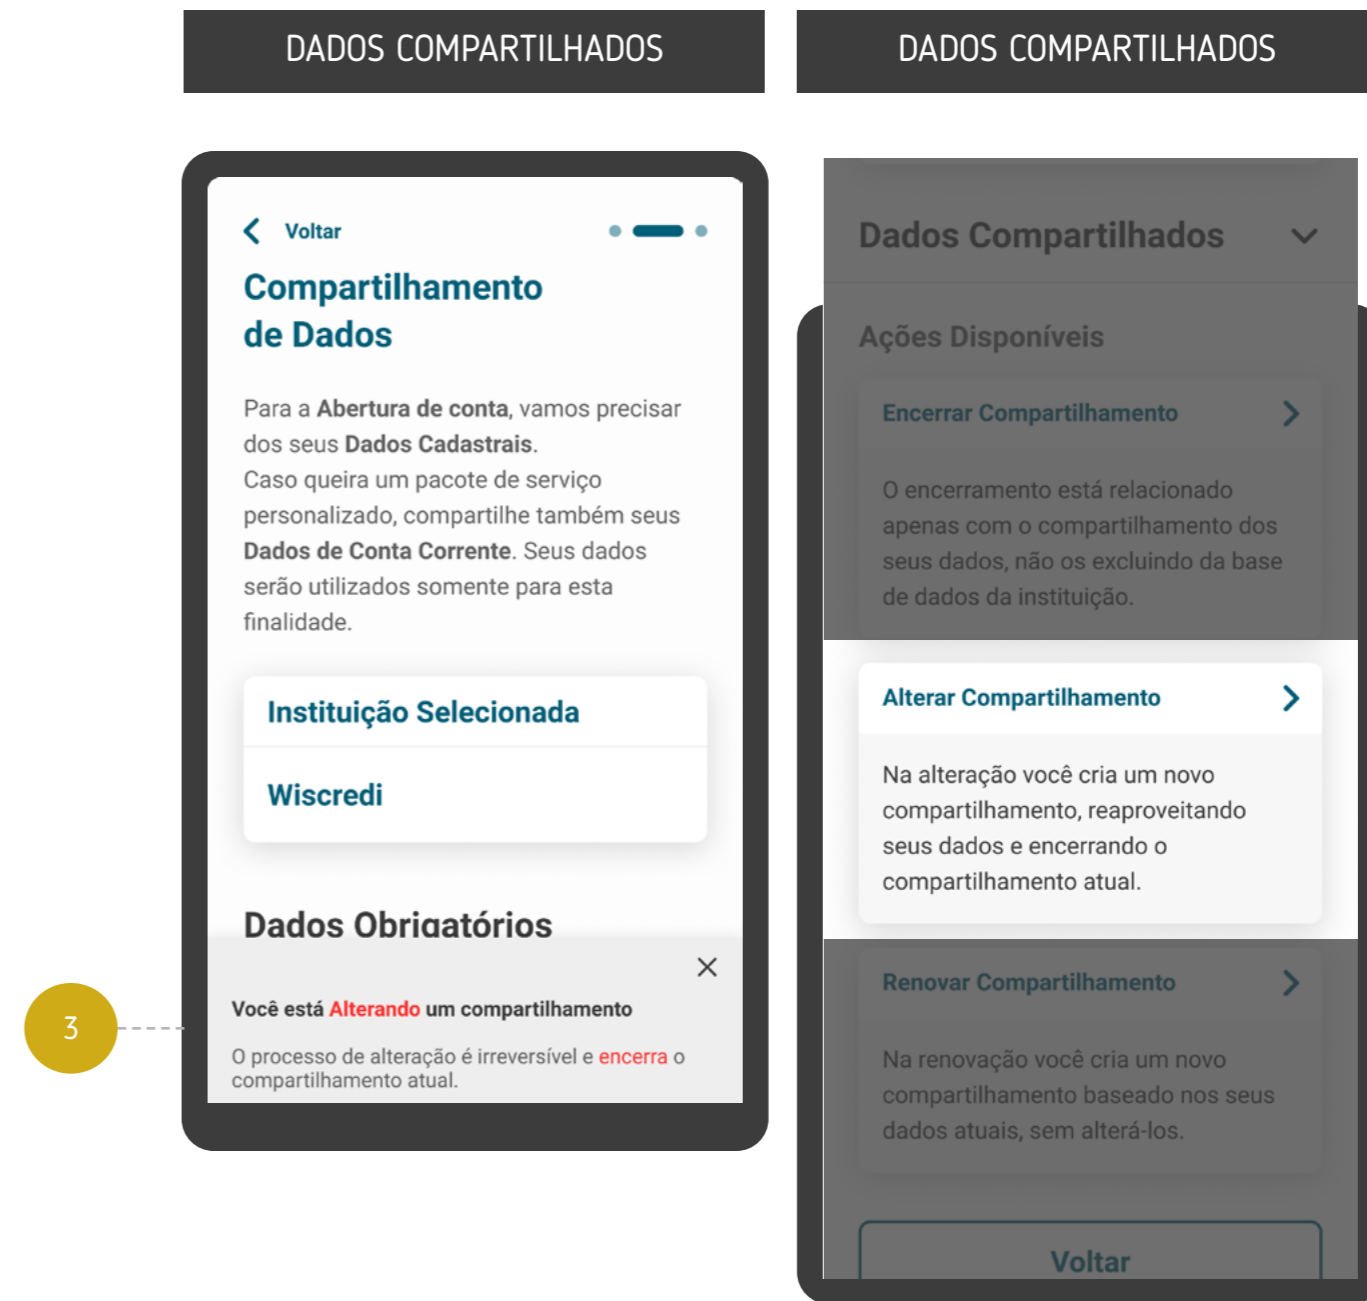 DADOS COMPARTILHADOS
Voltar
Compartilhamento
de Dados
Para a Abertura de conta, vamos precisar
dos seus Dados Cadastrais.
Caso queira um pacote de serviço
personalizado, compartilhe também seus
Dados de Conta Corrente. Seus dados
serão utilizados somente para esta
finalidade.
Instituição Selecionada
Wiscredi
Dados Obrigatórios
Você está Alterando um compartilhamento
O processo de alteração é irreversível e encerra o
compartilhamento atual.
3
DADOS COMPARTILHADOS
Dados Compartilhados
Ações Disponíveis
Encerrar Compartilhamento
O encerramento está relacionado
apenas com o compartilhamento dos
seus dados, não os excluindo da base
de dados da instituição.
Alterar Compartilhamento
Na alteração você cria um novo
compartilhamento, reaproveitando
seus dados e encerrando o
compartilhamento atual.
Renovar Compartilhamento
Na renovação você cria um novo
compartilhamento baseado nos seus
dados atuais, sem alterá-los.
Voltar